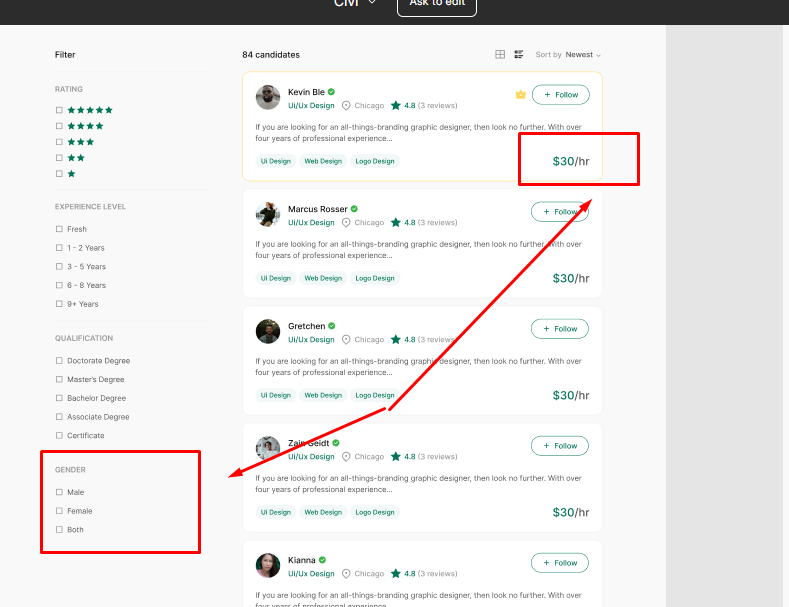 Civi
Ask to edit
Filter
RATING
EXPERIENCE LEVEL
Fresh
1 - 2 Years
3 - 5 Years
6 - 8 Years
9+ Years
QUALIFICATION
Doctorate Degree
Master's Degree
Bachelor Degree
Associate Degree
Certificate
GENDER
Male
Female
Both
84 candidates
Sort by Newest
Kevin Ble
+ Follow
Ui/Ux Design Chicago 4.8 (3 reviews)
If you are looking for an all-things-branding graphic designer, then look no further. With over
four years of professional experience...
Ui Design Web Design Logo Design
$30/hr
Marcus Rosser
+ Follow
Ui/Ux Design Chicago 4.8 (3 reviews)
If you are looking for an all-things-branding graphic designer, then look no further. With over
four years of professional experience...
Ui Design Web Design Logo Design
$30/hr
Gretchen
+ Follow
Ui/Ux Design Chicago 4.8 (3 reviews)
If you are looking for an all-things-branding graphic designer, then look no further. With over
four years of professional experience...
Ui Design Web Design Logo Design
$30/hr
Zain Geidt
+ Follow
Ui/Ux Design Chicago 4.8 (3 reviews)
If you are looking for an all-things-branding graphic designer, then look no further. With over
four years of professional experience...
Ui Design Web Design Logo Design
$30/hr
Kianna
+ Follow
Ui/Ux Design Chicago 4.8 (3 reviews)
If you are looking for an all-things-branding graphic designer, then look no further. With over
four years of professional experience...